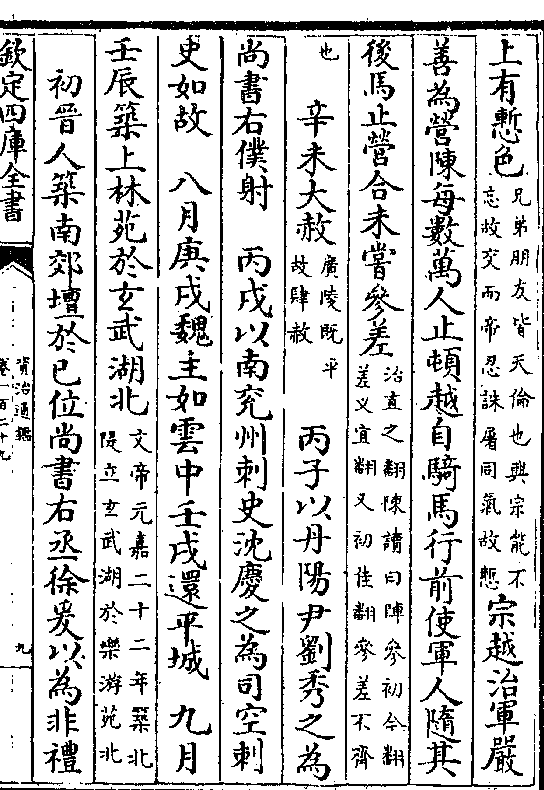 上有慙色兄弟朋友皆天倫也興宗能不
忘故交而帝忍誅屠同氣故慙宗越治軍嚴
善為營陳每數萬人止頓越自騎馬行前使軍人隨其
後馬止營合未嘗參差治直之翻陳讀曰陣參初今翻
差义宜翻又初佳翻參差不齊
也 辛未大赦廣陵既平
故肆赦 丙子以丹陽尹劉秀之為
尚書右僕射 丙戌以南兖州刺史沈慶之為司空刺
史如故 八月庚戌魏主如雲中壬戌還平城 九月
壬辰築上林苑於玄武湖北文帝元嘉二十二年築北
隄立玄武湖於樂游苑北
初晉人築南郊壇於巳位尚書右丞徐爰以為非禮
欽定四庫全書
資治通鑑
卷一百二十九
九